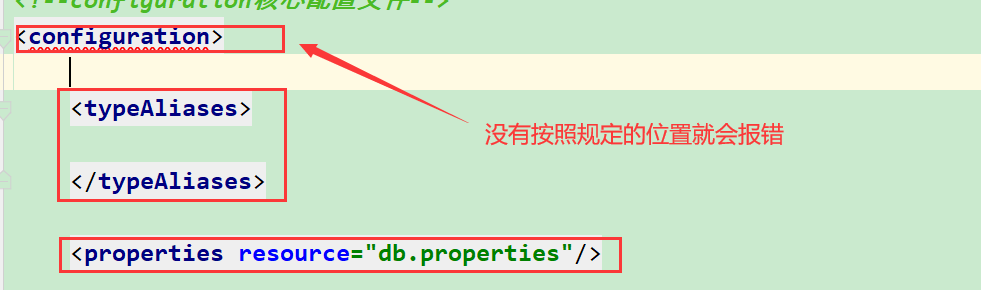 <!--configuration核心配置文件-->
<configuration>
<typeAliases>
没有按照规定的位置就会报错
</typeAliases>
<properties resource="db.properties"/>